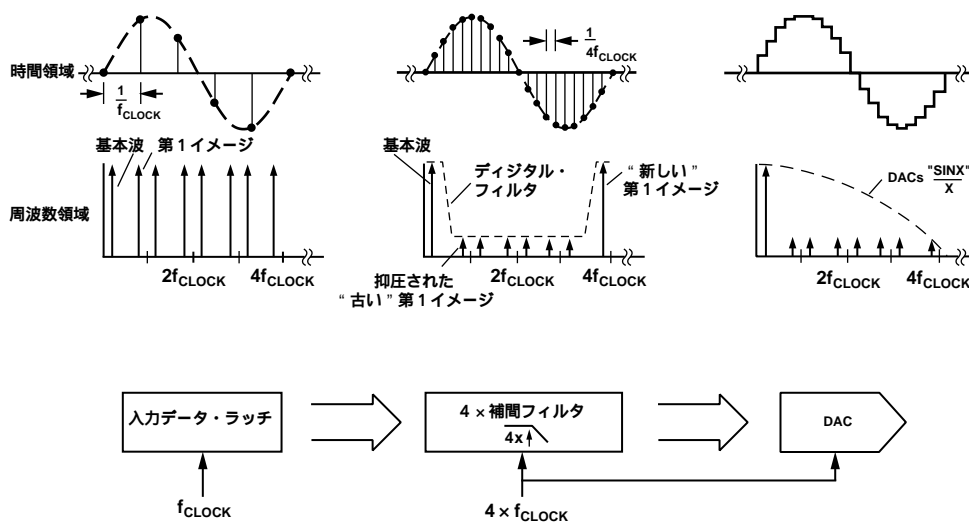 時間領域
1
fCLOCK
1
4fCLOCK
基本波 第1イメージ
周波数領域
2fCLOCK 4fCLOCK
基本波
ディジタル・
フィルタ
“新しい”
第1イメージ
2fCLOCK 4fCLOCK
抑圧された
“古い”第1イメージ
DACs "SINX"
X
2fCLOCK 4fCLOCK
入力データ・ラッチ
fCLOCK
4×補間フィルタ
4x
4×fCLOCK
DAC